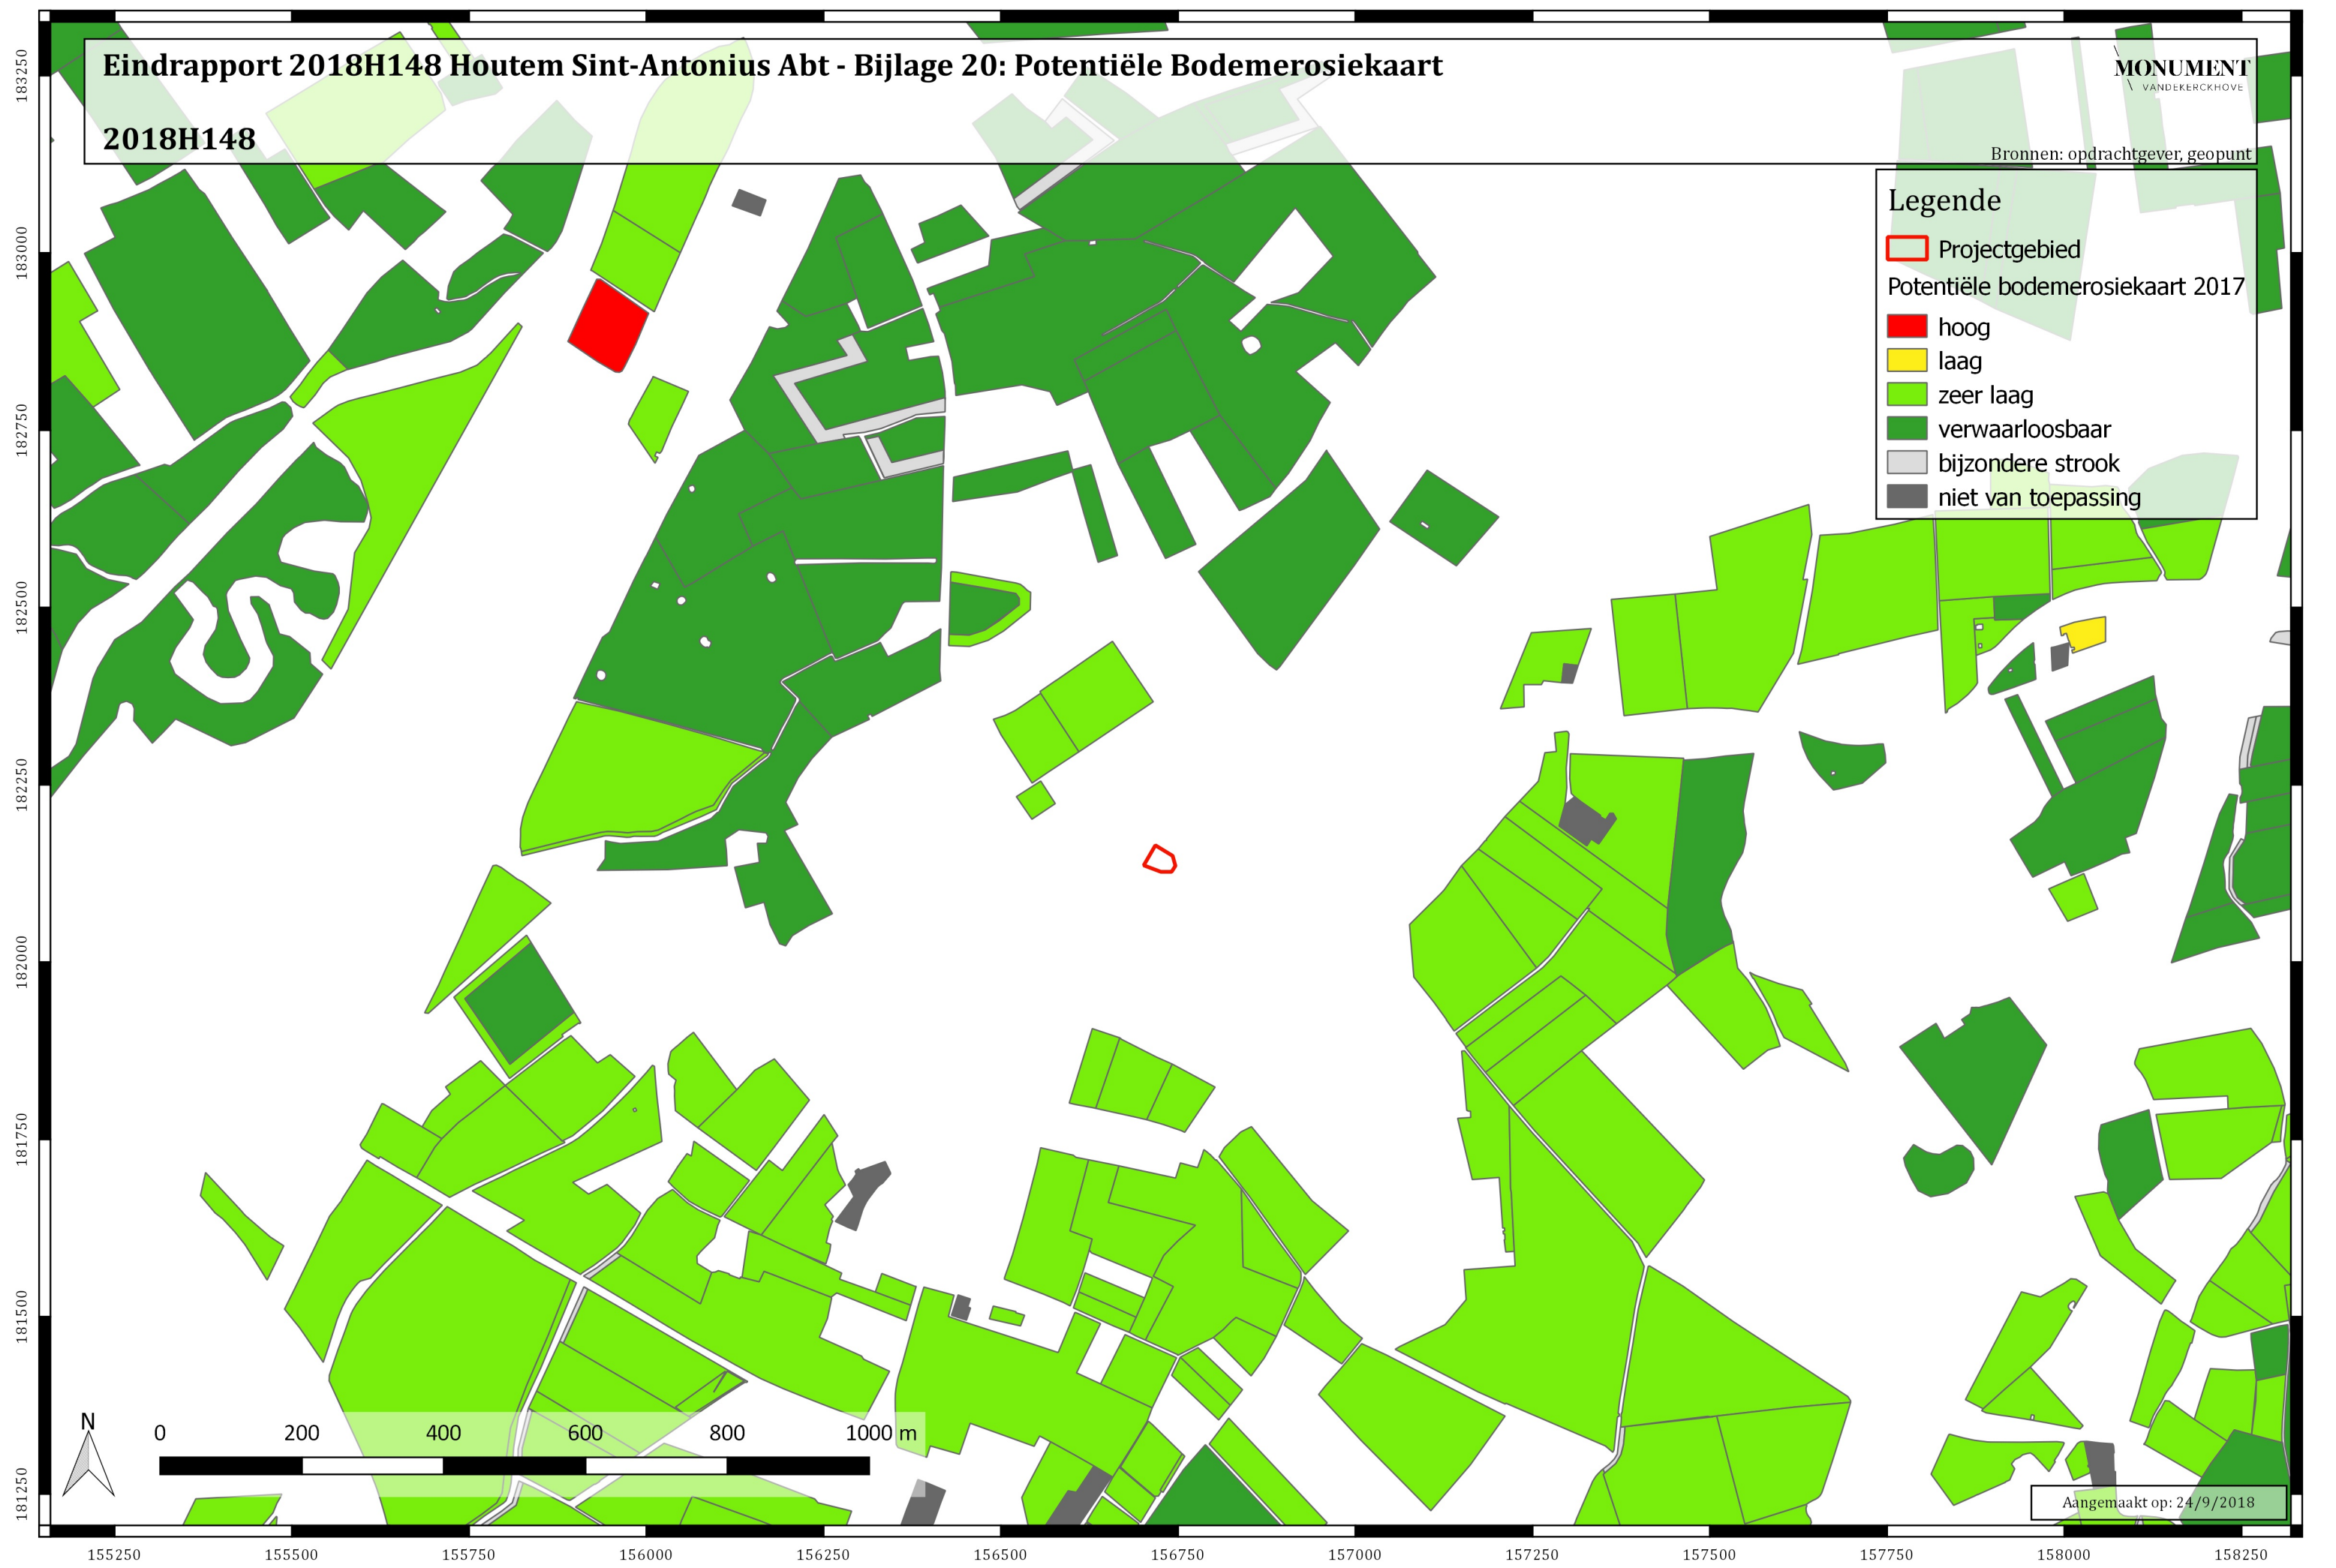 Eindrapport 2018H148 Houtem Sint-Antonius Abt - Bijlage 20: Potentiële Bodemerosiekaart
2018H148
MONUMENT
VANDEKERCKHOVE
Bronnen: opdrachtgever, geopunt
Legende
Projectgebied
Potentiële bodemerosiekaart 2017
hoog
laag
zeer laag
verwaarloosbaar
bijzondere strook
niet van toepassing
183250
183000
182750
182500
182250
182000
181750
181500
181250
N
0 200 400 600 800 1000 m
Aangemaakt op: 24/9/2018
155250 155500 155750 156000 156250 156500 156750 157000 157250 157500 157750 158000 158250